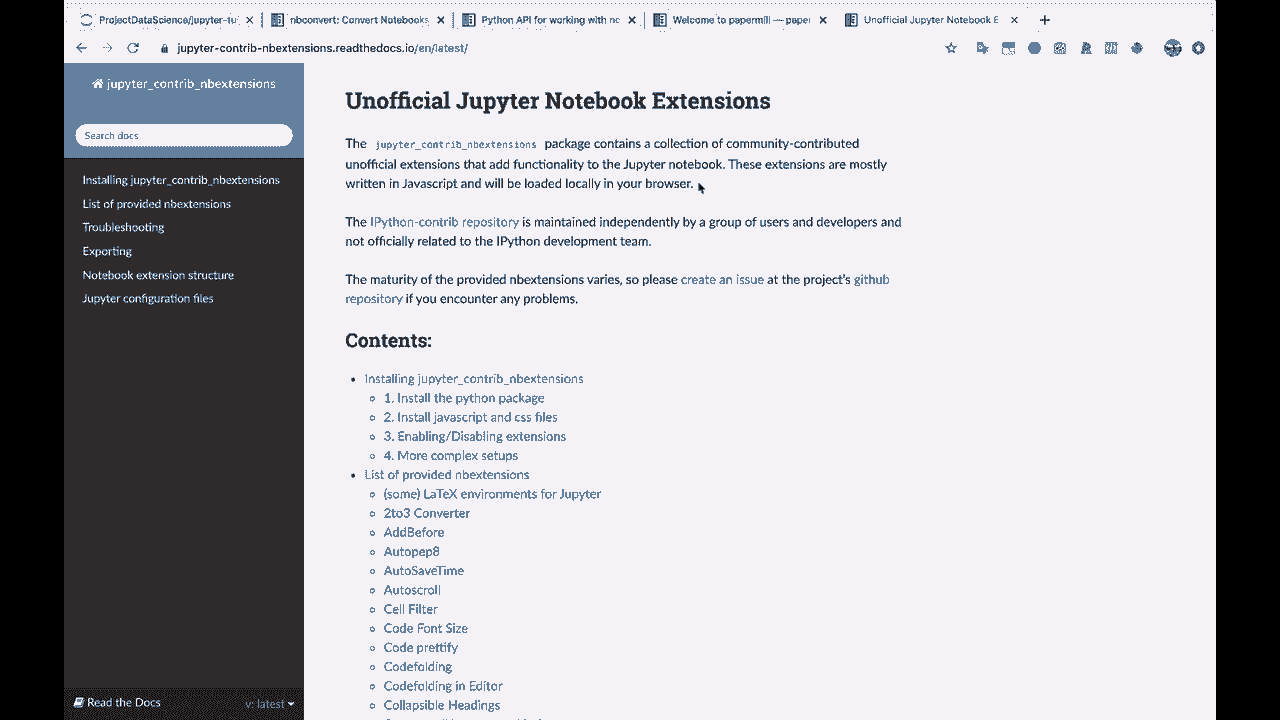 ProjectDataScience/jupyter-tu
nbconvert: Convert Notebooks
Python API for working with no
Welcome to papermill — paper
Unofficial Jupyter Notebook E
jupyter-contrib-nbextensions.readthedocs.io/en/latest/
jupyter_contrib_nbextensions
Search docs
Installing jupyter_contrib_nbextensions
List of provided nbextensions
Troubleshooting
Exporting
Notebook extension structure
Jupyter configuration files
Read the Docs
v: latest
Unofficial Jupyter Notebook Extensions
The jupyter_contrib_nbextensions package contains a collection of community-contributed
unofficial extensions that add functionality to the Jupyter notebook. These extensions are mostly
written in Javascript and will be loaded locally in your browser.
The IPython-contrib repository is maintained independently by a group of users and developers and
not officially related to the IPython development team.
The maturity of the provided nbextensions varies, so please create an issue at the project's github
repository if you encounter any problems.
Contents:
Installing jupyter_contrib_nbextensions
1. Install the python package
2. Install javascript and css files
3. Enabling/Disabling extensions
4. More complex setups
List of provided nbextensions
(some) LaTeX environments for Jupyter
2to3 Converter
AddBefore
Autopep8
AutoSaveTime
Autoscroll
Cell Filter
Code Font Size
Code prettify
Codefolding
Codefolding in Editor
Collapsible Headings